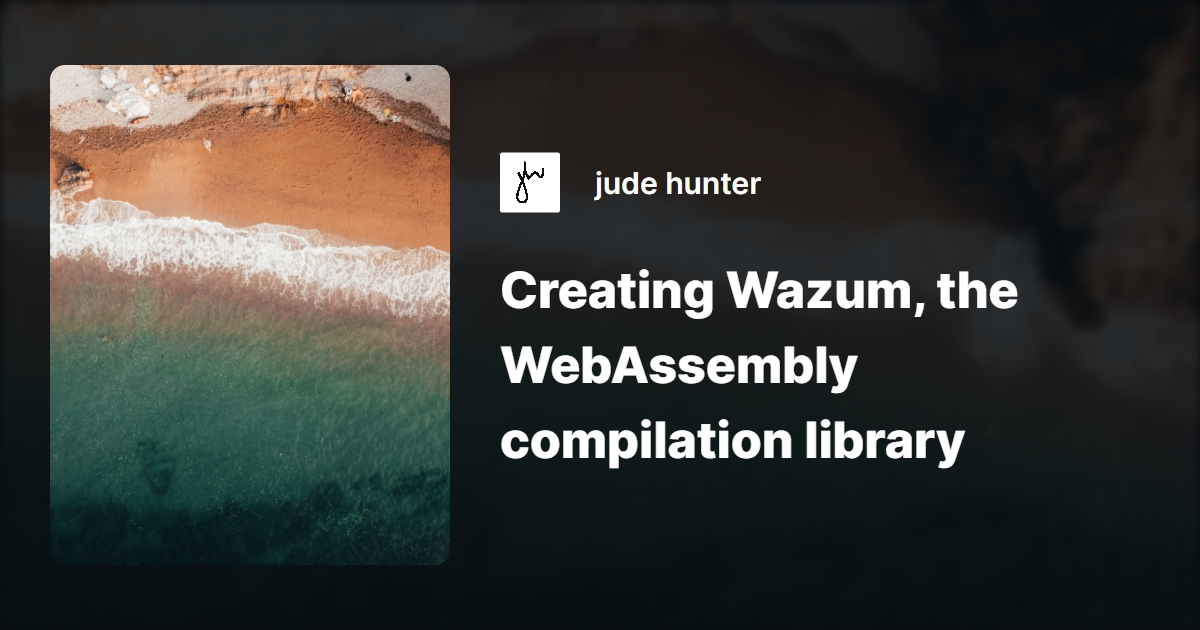 jude hunter
Creating Wazum, the
WebAssembly
compilation library